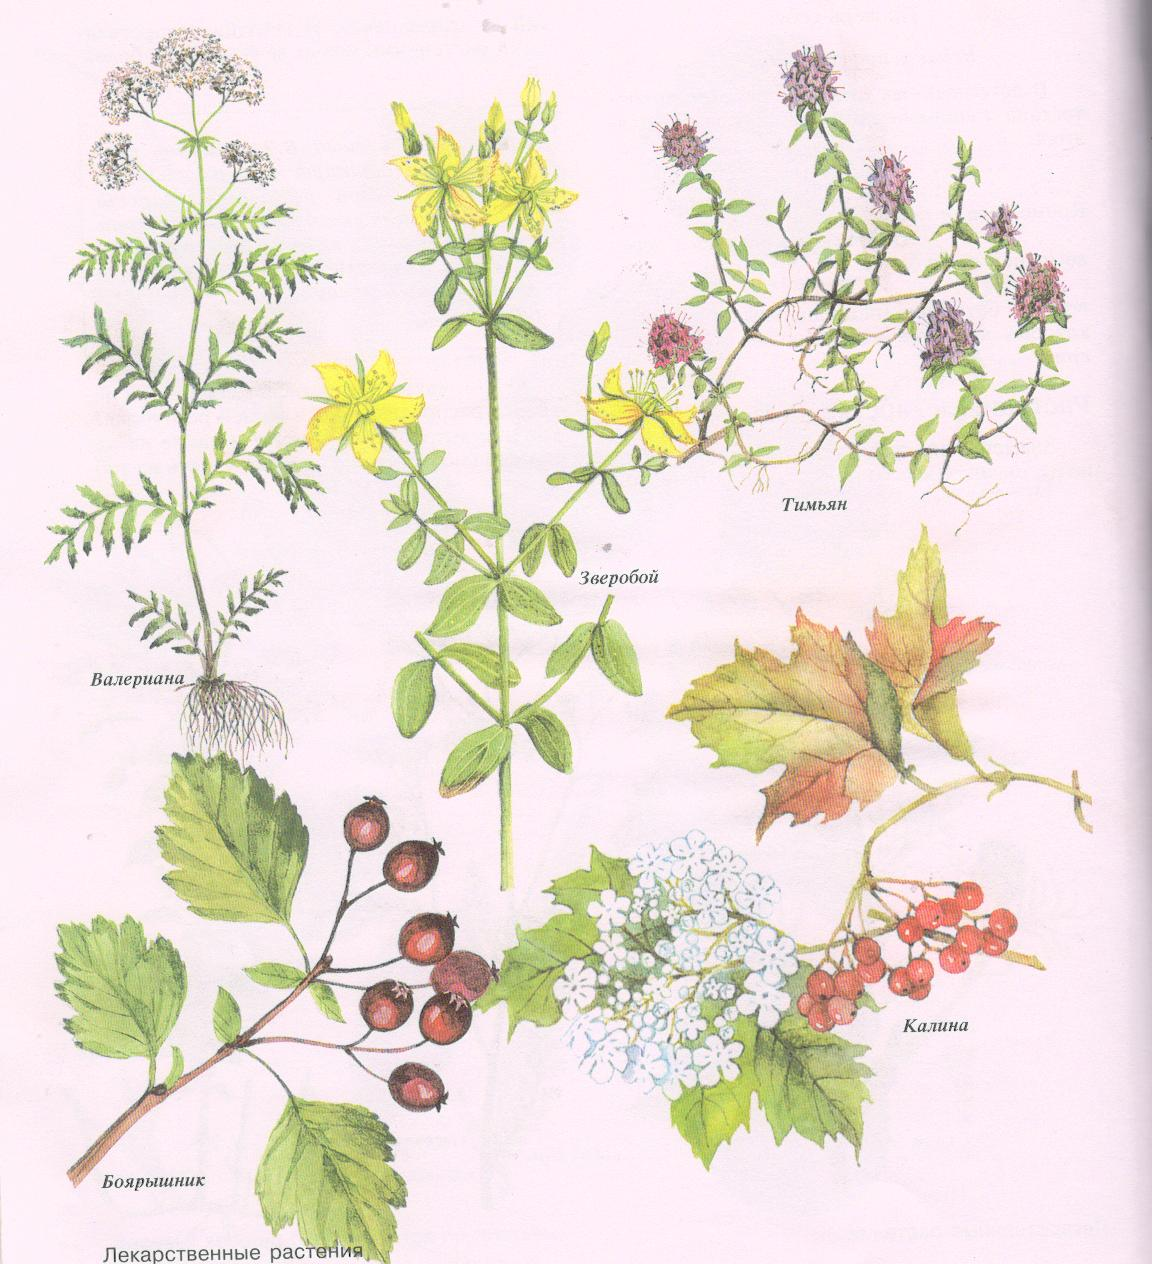 Тимьян
Зверобой
Валериана
Калина
Боярышник
Лекарственные растения